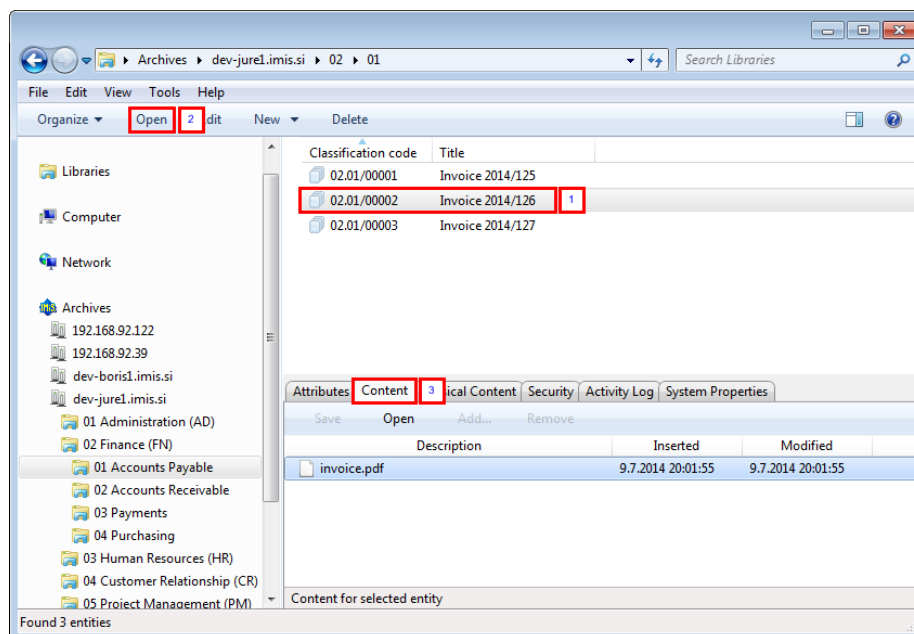 Archives dev-jure1.imis.si 02 01 Search Libraries
File Edit View Tools Help
Organize Open 2 dit New Delete
Classification code Title
Libraries
02.01/00001 Invoice 2014/125
02.01/00002 Invoice 2014/126 1
Computer
02.01/00003 Invoice 2014/127
Network
Archives
192.168.92.122
192.168.92.39
dev-boris1.imis.si
dev-jure1.imis.si
Attributes Content 3 ical Content Security Activity Log System Properties
01 Administration (AD)
Save Open Add... Remove
02 Finance (FN)
Description Inserted Modified
01 Accounts Payable
invoice.pdf 9.7.2014 20:01:55 9.7.2014 20:01:55
02 Accounts Receivable
03 Payments
04 Purchasing
03 Human Resources (HR)
04 Customer Relationship (CR)
05 Project Management (PM)
Content for selected entity
Found 3 entities